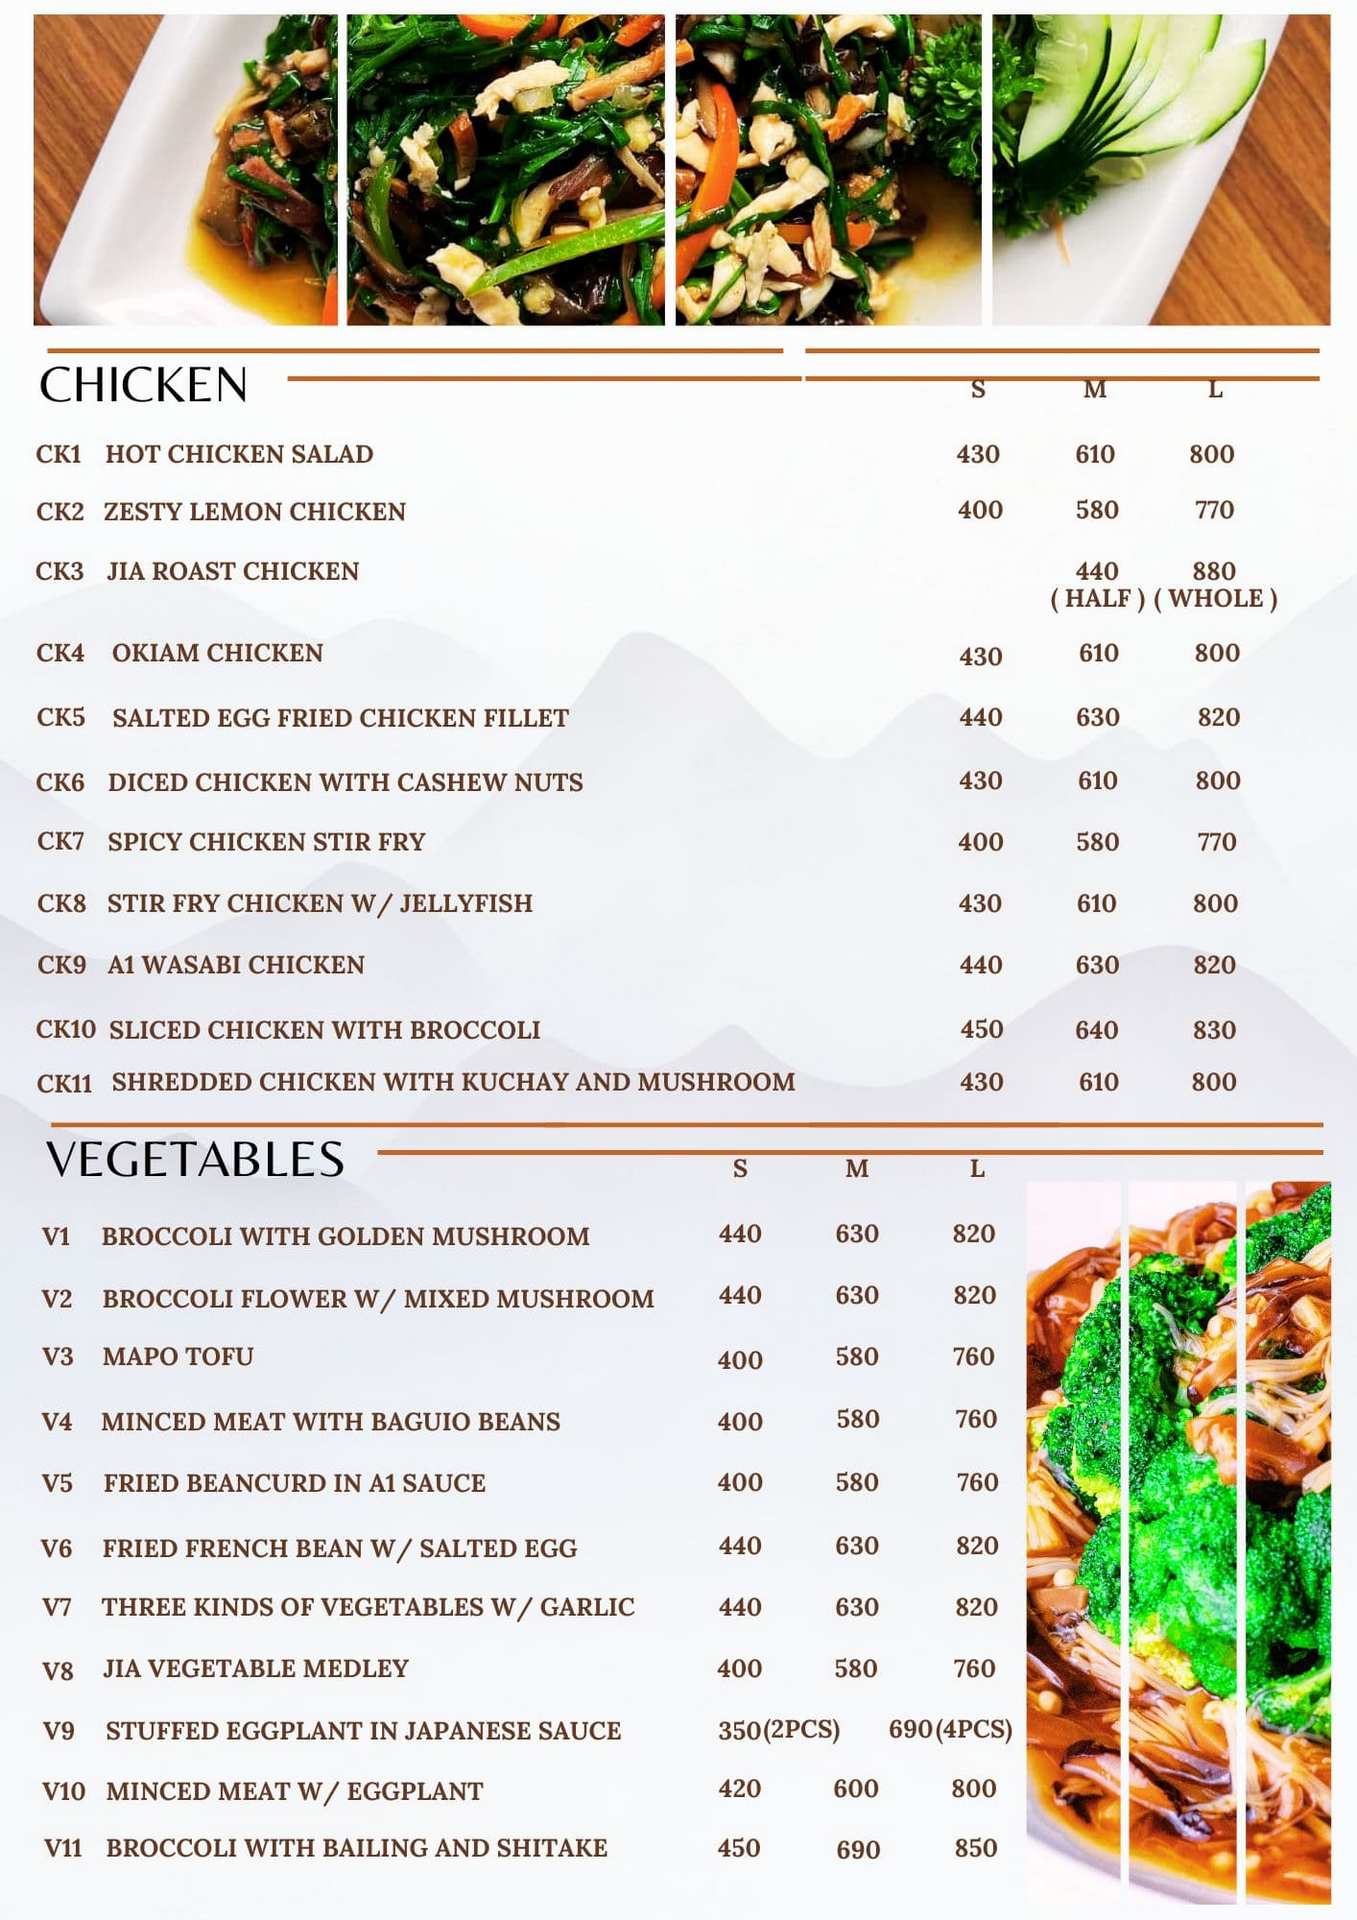 CHICKEN
S M L
CK1 HOT CHICKEN SALAD 430 610 800
CK2 ZESTY LEMON CHICKEN 400 580 770
CK3 JIA ROAST CHICKEN 440 880
( HALF ) ( WHOLE )
CK4 OKIAM CHICKEN 430 610 800
CK5 SALTED EGG FRIED CHICKEN FILLET 440 630 820
CK6 DICED CHICKEN WITH CASHEW NUTS 430 610 800
CK7 SPICY CHICKEN STIR FRY 400 580 770
CK8 STIR FRY CHICKEN W/ JELLYFISH 430 610 800
CK9 A1 WASABI CHICKEN 440 630 820
CK10 SLICED CHICKEN WITH BROCCOLI 450 640 830
CK11 SHREDDED CHICKEN WITH KUCHAY AND MUSHROOM 430 610 800
VEGETABLES
S M L
V1 BROCCOLI WITH GOLDEN MUSHROOM 440 630 820
V2 BROCCOLI FLOWER W/ MIXED MUSHROOM 440 630 820
V3 MAPO TOFU 400 580 760
V4 MINCED MEAT WITH BAGUIO BEANS 400 580 760
V5 FRIED BEANCURD IN A1 SAUCE 400 580 760
V6 FRIED FRENCH BEAN W/ SALTED EGG 440 630 820
V7 THREE KINDS OF VEGETABLES W/ GARLIC 440 630 820
V8 JIA VEGETABLE MEDLEY 400 580 760
V9 STUFFED EGGPLANT IN JAPANESE SAUCE 350(2PCS) 690(4PCS)
V10 MINCED MEAT W/ EGGPLANT 420 600 800
V11 BROCCOLI WITH BAILING AND SHITAKE 450 690 850